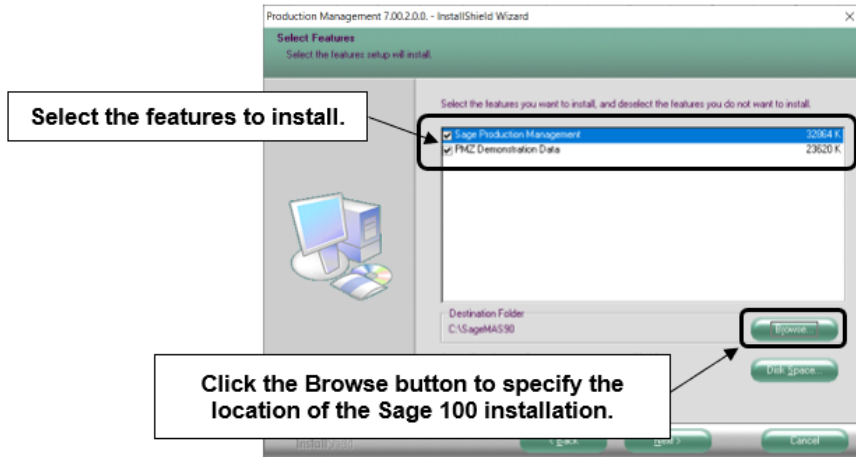 Production Management 7.00.2.0.0. - InstallShield Wizard
Select Features
Select the features setup will install.
Select the features you want to install, and deselect the features you do not want to install.
Select the features to install.
Sage Production Management 32864 K
PMZ Demonstration Data 23620 K
Destination Folder
C:\SageMAS90
Browse...
Disk Space...
Click the Browse button to specify the
location of the Sage 100 installation.
InstallShield
< Back Next > Cancel